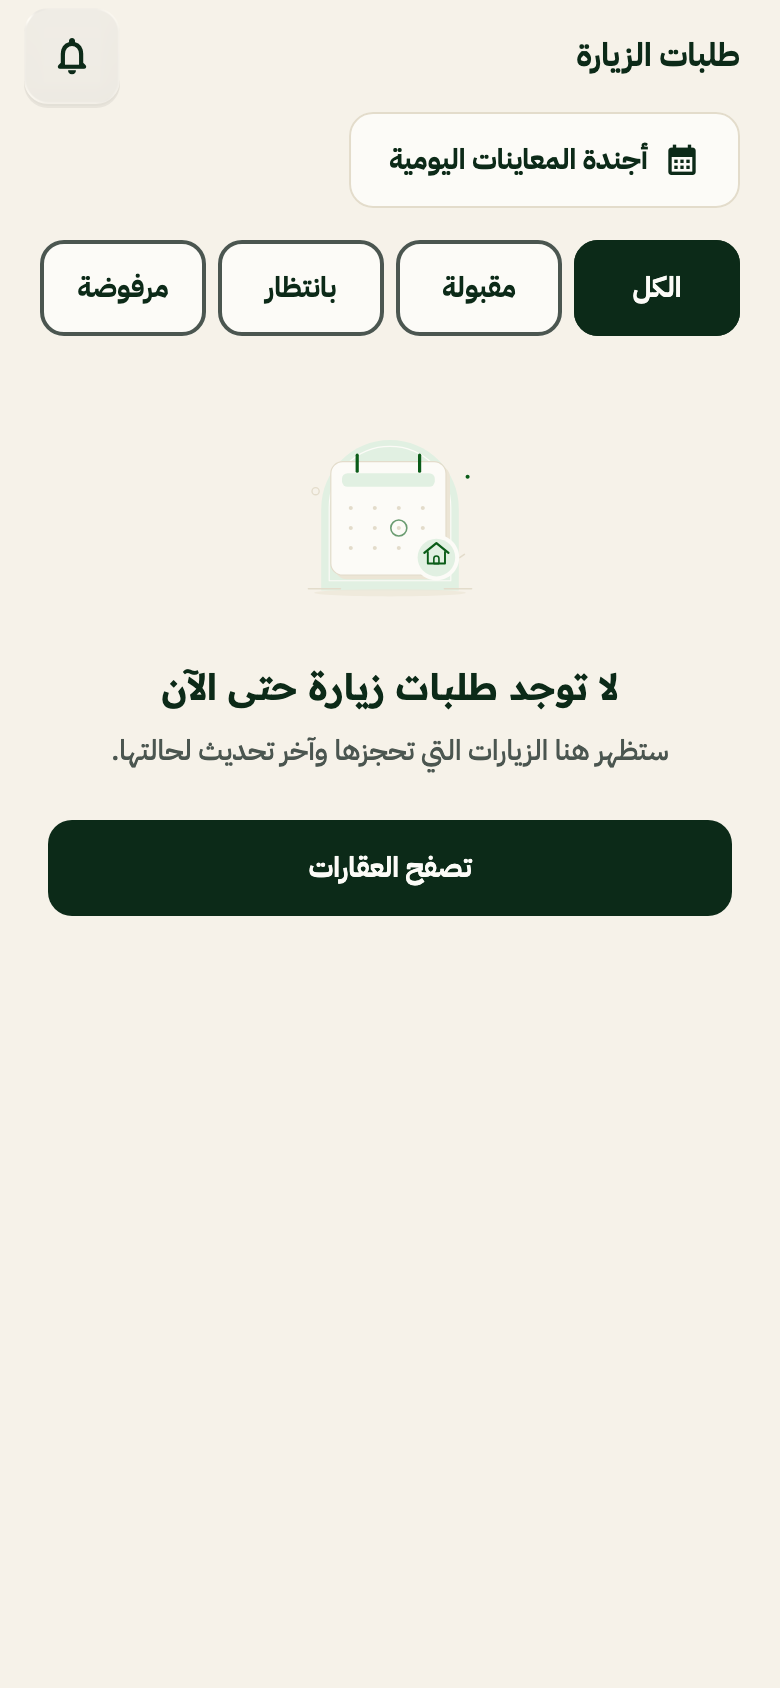 طلبات الزيارة
أجندة المعاينات اليومية
الكل
مقبولة
بانتظار
مرفوضة
لا توجد طلبات زيارة حتى الآن
ستظهر هنا الزيارات التي تحجزها وآخر تحديث لحالتها.
تصفح العقارات